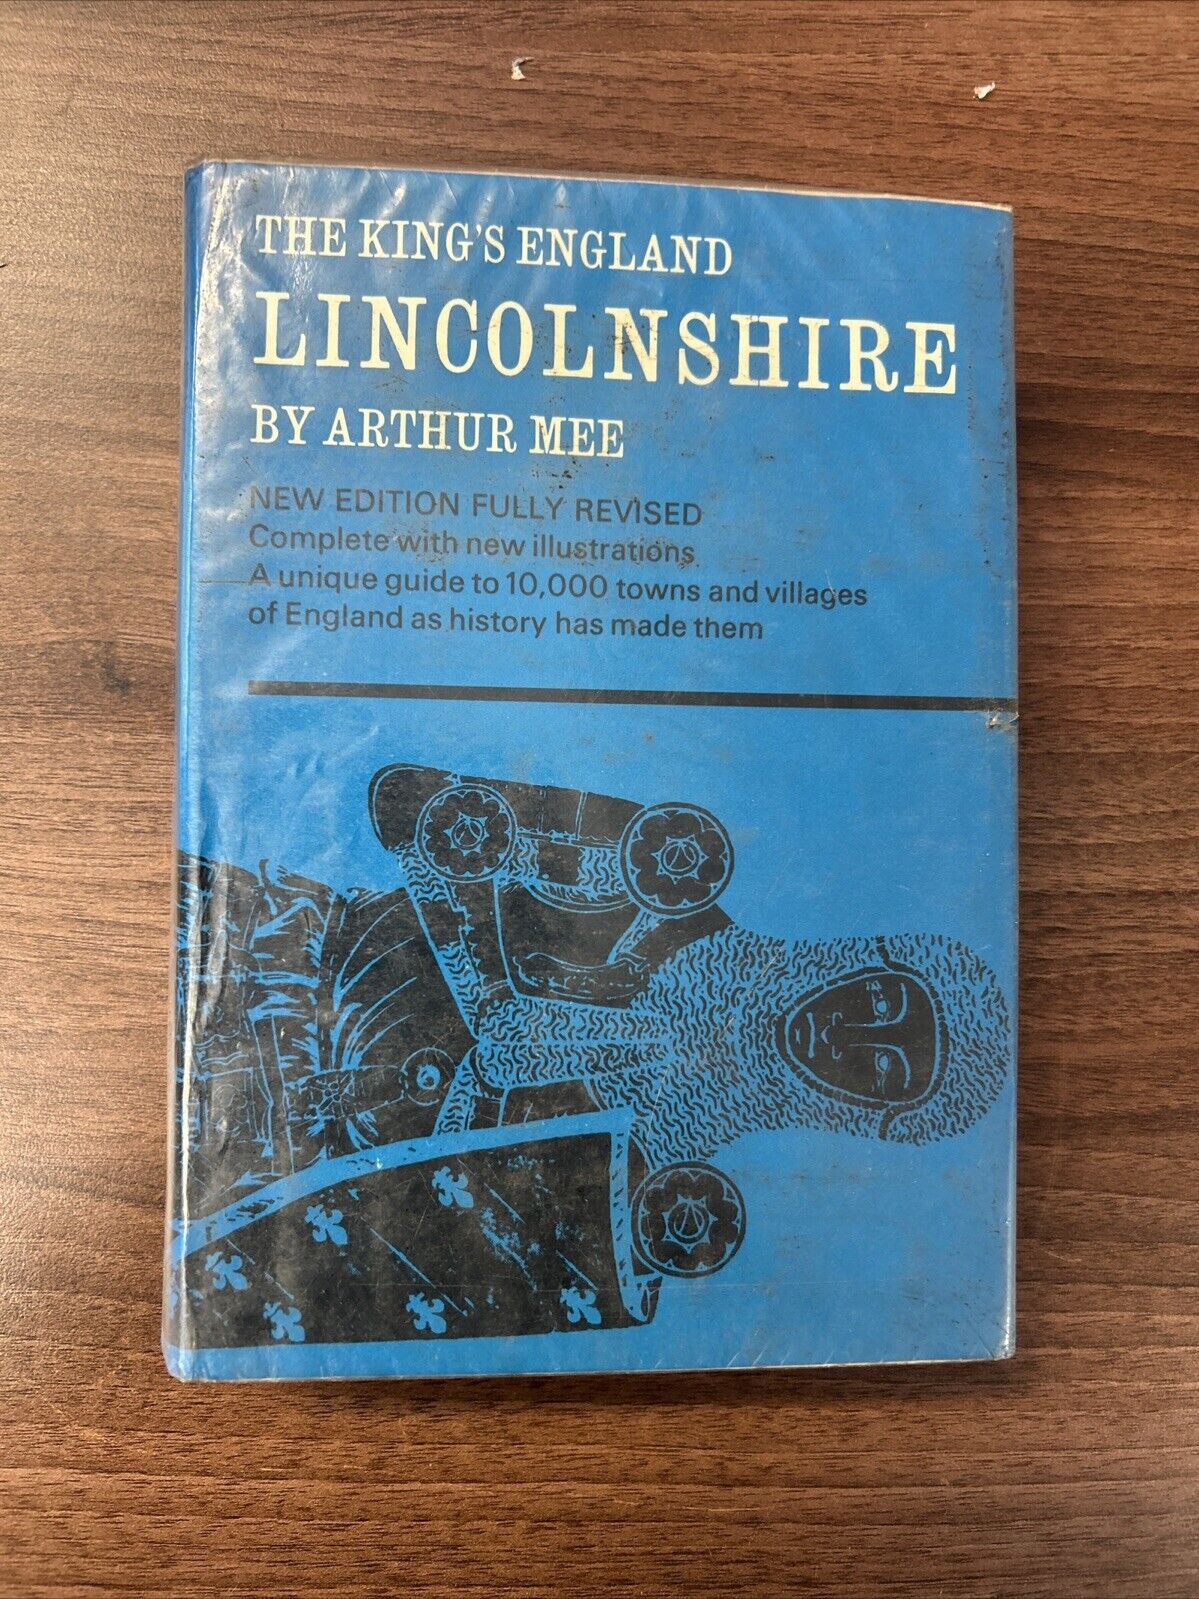 THE KING'S ENGLAND
LINCOLNSHIRE
BY ARTHUR MEE
NEW EDITION FULLY REVISED
Complete with new illustrations
A unique guide to 10,000 towns and villages
of England as history has made them